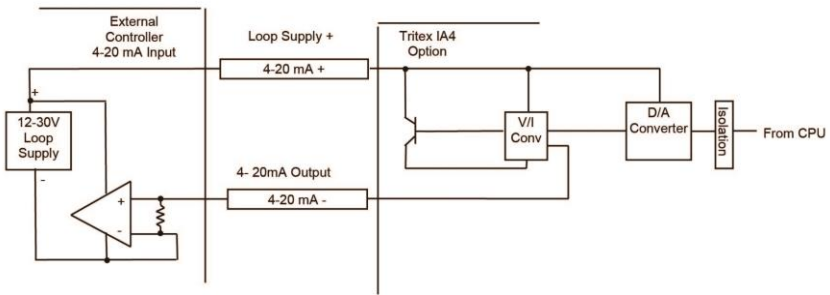 External
Controller
4-20 mA Input
Loop Supply +
Tritex IA4
Option
4-20 mA +
+
12-30V
Loop
Supply
-
V/I
Conv
D/A
Converter
Isolation
From CPU
4- 20mA Output
4-20 mA -
+
-